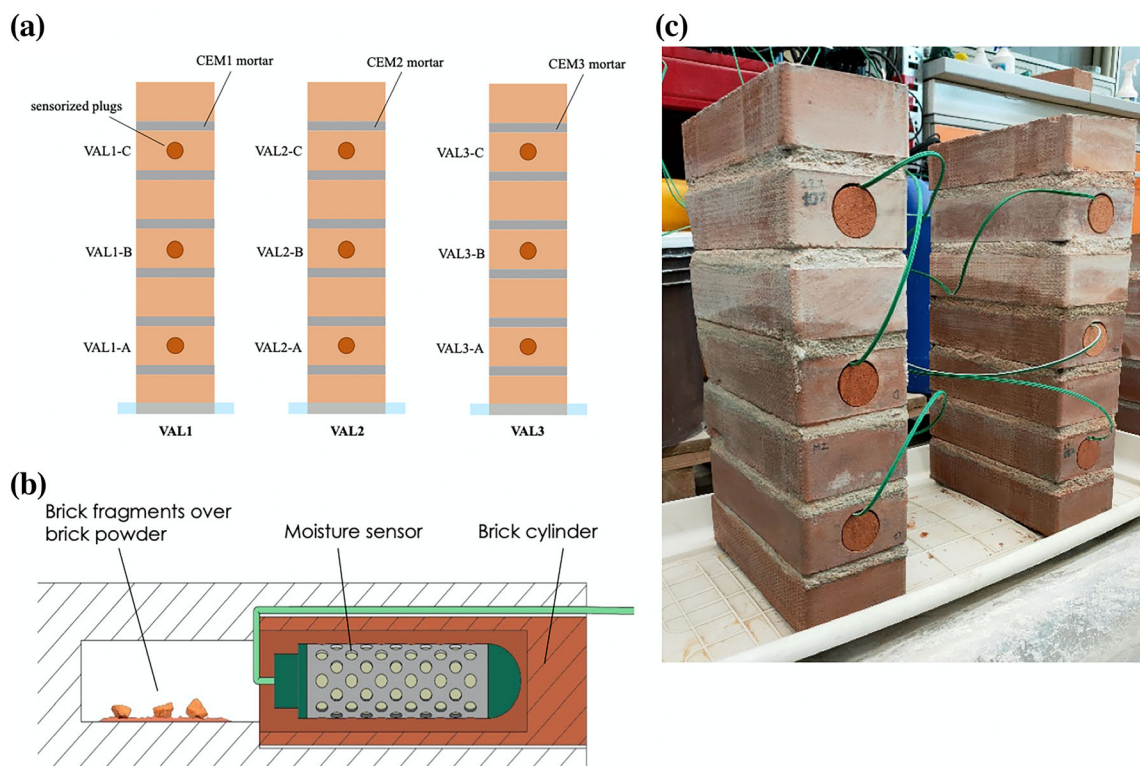 (a)
CEM1 mortar
CEM2 mortar
CEM3 mortar
sensorized plugs
VAL1-C
VAL2-C
VAL3-C
VAL1-B
VAL2-B
VAL3-B
VAL1-A
VAL2-A
VAL3-A
VAL1
VAL2
VAL3
(b)
Brick fragments over
brick powder
Moisture sensor
Brick cylinder
(c)
107